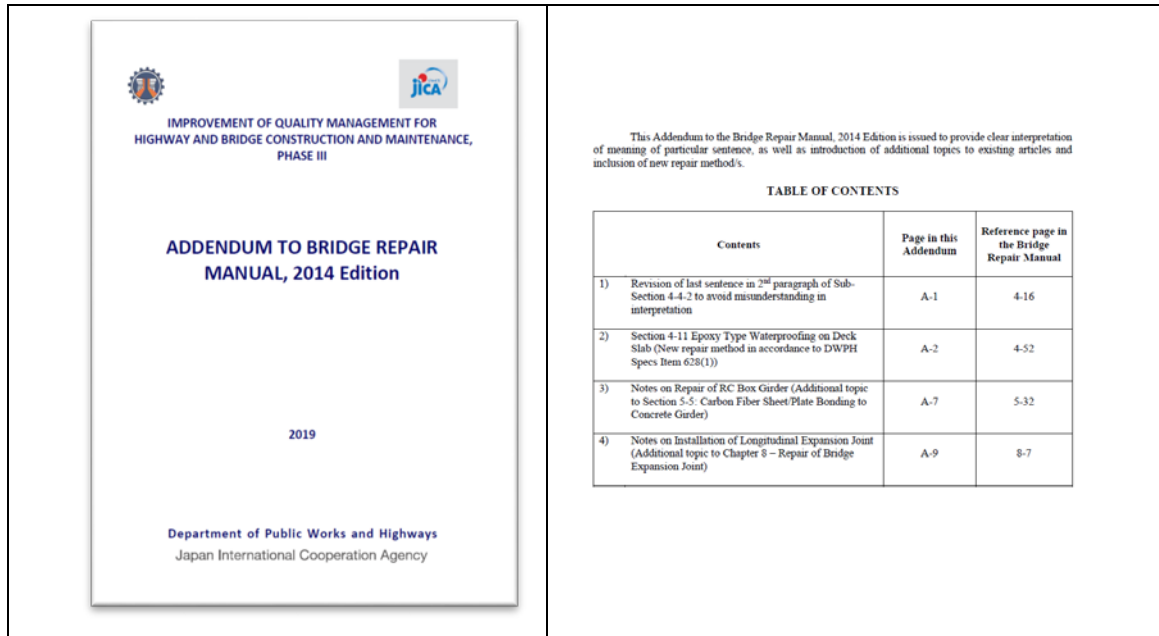 jICA
IMPROVEMENT OF QUALITY MANAGEMENT FOR
HIGHWAY AND BRIDGE CONSTRUCTION AND MAINTENANCE,
PHASE III
ADDENDUM TO BRIDGE REPAIR
MANUAL, 2014 Edition
2019
Department of Public Works and Highways
Japan International Cooperation Agency
This Addendum to the Bridge Repair Manual, 2014 Edition is issued to provide clear interpretation
of meaning of particular sentence, as well as introduction of additional topics to existing articles and
inclusion of new repair method/s.
TABLE OF CONTENTS
Contents
Page in this
Addendum
Reference page in
the Bridge
Repair Manual
1) Revision of last sentence in 2nd paragraph of Sub-
Section 4-4-2 to avoid misunderstanding in
interpretation
A-1
4-16
2) Section 4-11 Epoxy Type Waterproofing on Deck
Slab (New repair method in accordance to DWPH
Specs Item 628(1))
A-2
4-52
3) Notes on Repair of RC Box Girder (Additional topic
to Section 5-5: Carbon Fiber Sheet/Plate Bonding to
Concrete Girder)
A-7
5-32
4) Notes on Installation of Longitudinal Expansion Joint
(Additional topic to Chapter 8 – Repair of Bridge
Expansion Joint)
A-9
8-7